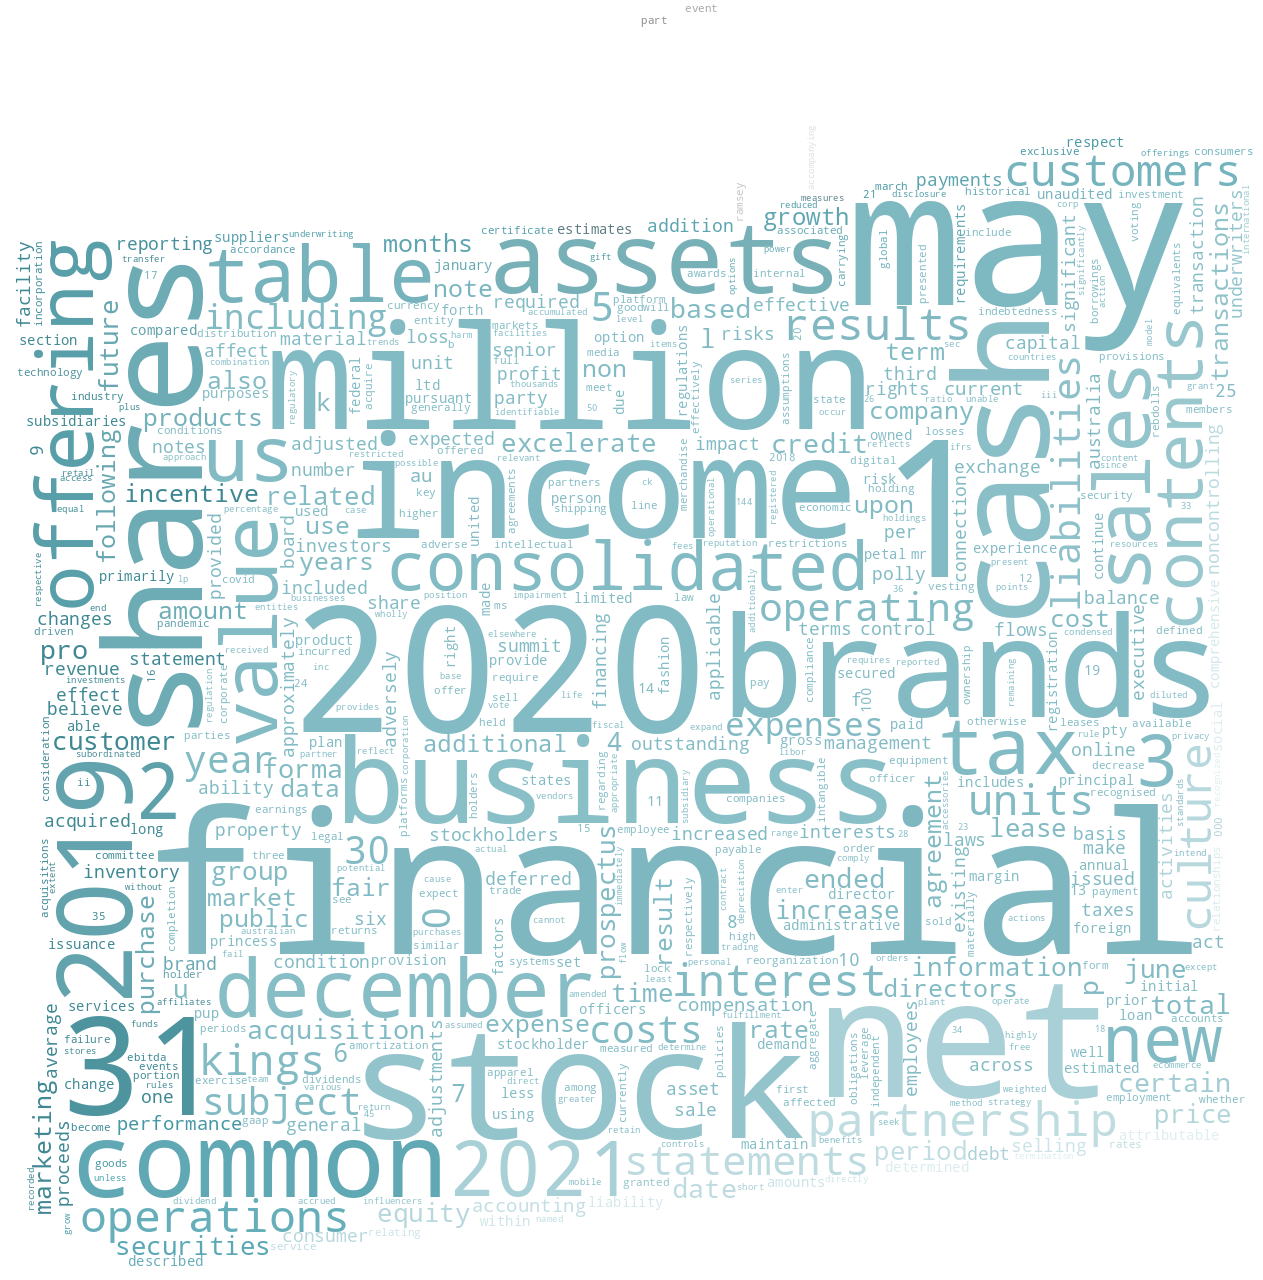 event
part
accompanying
respect
exclusive
offerings
consumers
customers
payments
march
disclosure
historical
21
unaudited
investment
corp
voting
international
ramsey
measures
reduced
growth
associated
certificate
estimates
addition
underwriting
suppliers
accordance
reporting
transfer
17
facility
incorporation
offering
shares
table
months
january
note
assets
may
carrying
global
presented
requirements
include
significant
significantly
borrowings
action
equivalents
transaction
transactions
underwriters
power
gift
options
awards
internal
required
platform
goodwill
5
based
effective
currency
forth
accumulated
distribution
entity
including
section
compared
future
affect
material
trends
loss
b
harm
markets
facilities
items
option
l
risks
20
results
sec
indebtedness
capital
model
provisions
countries
liabilities
contents
sales
cash
technology
industry
also
combination
unit
senior
full
profit
media
non
regulations
term
third
million
purposes
regulatory
federal
acquire
ltd
pursuant
thousands
meet
due
effectively
series
assumptions
state
occur
rights
current
26
ratio
unable
iii
australia
rebdolls
grant
25
members
subsidiaries
plus
products
k
generally
party
identifiable
50
company
losses
noncontrolling
9
conditions
notes
us
adjusted
expected
offered
excelerate
impact
credit
owned
reflects
ifrs
content
since
approach
number
restricted
possible
relevant
merchandise
2018
digital
exchange
access
retail
incentive
related
au
partners
ck
risk
holding
security
equal
percentage
used
case
key
person
shipping
line
operational
144
registered
economic
upon
holdings
connection
continue
resources
33
following
provided
board
use
higher
united
agreements
income
1
per
value
investors
adverse
intellectual
fees
reputation
restrictions
experience
primarily
covid
years
consolidated
petal
mr
present
respective
lp
included
polly
vesting
12
comprehensive
businesses
position
impairment
limited
law
36
points
balance
end
amount
entities
share
made
ms
wholly
additionally
operating
cost
changes
pandemic
driven
product
elsewhere
terms
control
flows
condensed
defined
pro
statement
received
incurred
right
summit
financing
applicable
requires
reported
executive
revenue
inc
base
provide
fashion
compliance
secured
ownership
remaining
registration
19
investments
16
regulation
corporate
approximately
24
adversely
offer
require
14
pay
f
100
effect
2020
brands
diluted
believe
provides
sell
life
vote
held
fiscal
expand
expenses
paid
otherwise
leases
available
able
parties
customer
plan
reflect
corporation
additional
4
outstanding
gross
management
online
pty
rule
privacy
social
consideration
subordinated
year
forma
partner
libor
equipment
tax
decrease
3
culture
recognized
ii
2
ability
data
holders
states
regarding
appropriate
officer
includes
principal
recognised
2019
earnings
platforms
vendors
business
11
subsidiary
companies
intangible
units
accessories
activities
standards
000
acquired
long
property
legal
15
employee
increased
range
interests
28
agreement
23
lease
basis
intend
relationships
three
stockholders
actual
payable
order
comply
laws
make
acquisitions
extent
committee
30
potential
deferred
immediately
depreciation
existing
margin
annual
inventory
without
group
fair
cause
trade
contract
enter
ended
issued
13
payment
35
market
see
expect
prospectus
result
respectively
director
increase
sold
materially
taxes
purchase
completion
public
six
0
cannot
8
administrative
actions
foreign
issuance
princess
australian
returns
purchases
similar
factors
high
trading
financial
act
brand
fail
condition
provision
systems
set
flow
lock
personal
reorganization
10
orders
information
p
form
except
holder
u
least
interest
directors
june
initial
services
affiliates
december
amended
officers
time
compensation
fulfillment
plant
operate
prior
total
average
funds
pup
assumed
expense
costs
rate
demand
aggregate
employees
34
highly
18
loan
accounts
failure
stores
periods
acquisition
amortization
stockholder
measured
determine
policies
obligations
leverage
independent
free
well
new
ebitda
events
kings
6
adjustments
apparel
direct
among
currently
asset
first
across
estimated
ecommerce
31
change
portion
rules
exercise
team
dividends
7
less
greater
sale
affected
net
weighted
certain
marketing
one
various
subject
return
using
retain
stock
method
strategy
employment
whether
become
performance
general
45
gaap
seek
partnership
price
proceeds
controls
maintain
benefits
selling
attributable
recorded
goods
unless
common
2021
statements
period
debt
termination
rates
determined
mobile
granted
date
short
amounts
directly
grow
dividend
accrued
influencers
accounting
liability
operations
equity
within
named
securities
consumer
relating
service
described